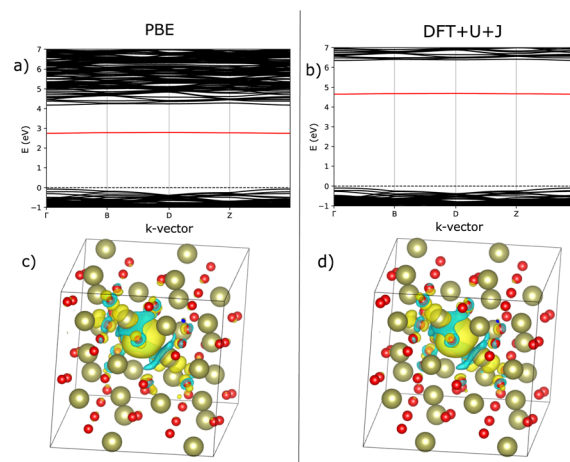 PBE
DFT+U+J
a)
7
6
5
4
3
2
1
0
−1
E (eV)
Γ
B
D
Z
k-vector
b)
7
6
5
4
3
2
1
0
−1
E (eV)
Γ
B
D
Z
k-vector
c)
d)